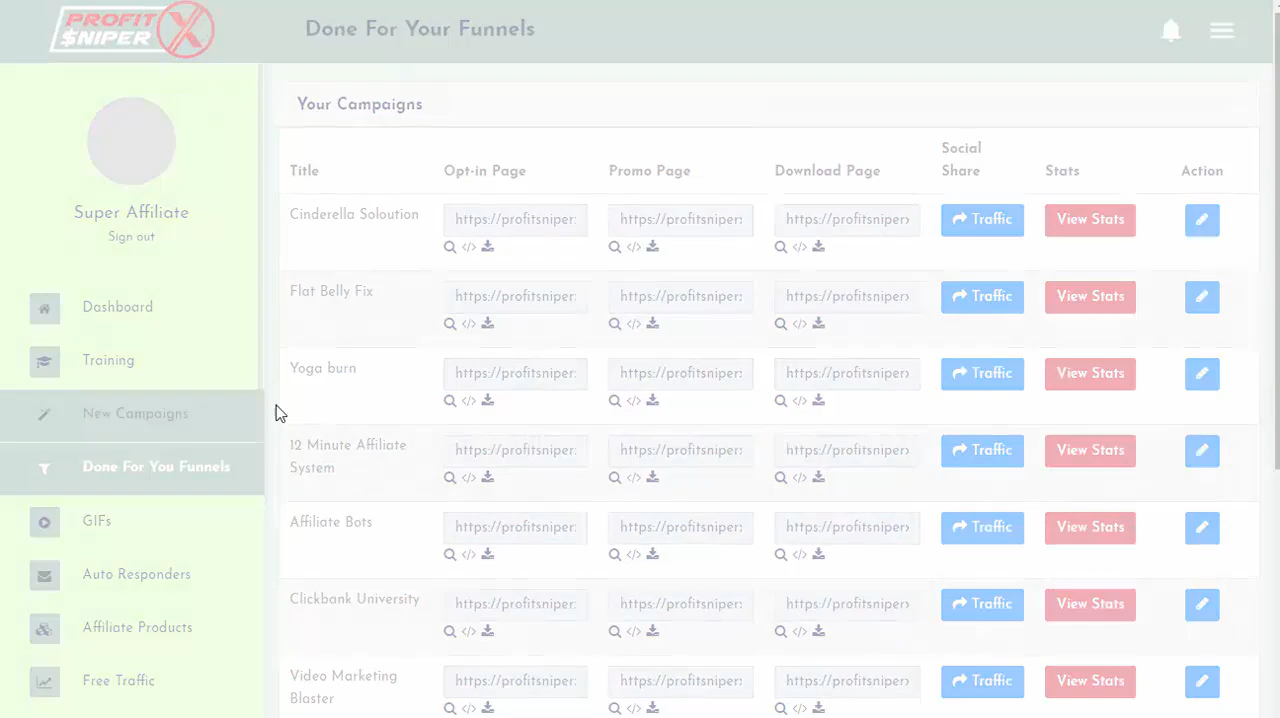 PROFIT
$NIPER X
Done For Your Funnels
Super Affiliate
Sign out
Dashboard
Training
New Campaigns
Done For You Funnels
GIFs
Auto Responders
Affiliate Products
Free Traffic
Your Campaigns
Title Opt-in Page Promo Page Download Page Social Share Stats Action
Cinderella Soloution https://profitsniper: https://profitsniper: https://profitsniper Traffic View Stats
Flat Belly Fix https://profitsniper: https://profitsniper: https://profitsniper Traffic View Stats
Yoga burn https://profitsniper: https://profitsniper: https://profitsniper Traffic View Stats
12 Minute Affiliate System https://profitsniper: https://profitsniper: https://profitsniper Traffic View Stats
Affiliate Bots https://profitsniper: https://profitsniper: https://profitsniper Traffic View Stats
Clickbank University https://profitsniper: https://profitsniper: https://profitsniper Traffic View Stats
Video Marketing Blaster https://profitsniper: https://profitsniper: https://profitsniper Traffic View Stats